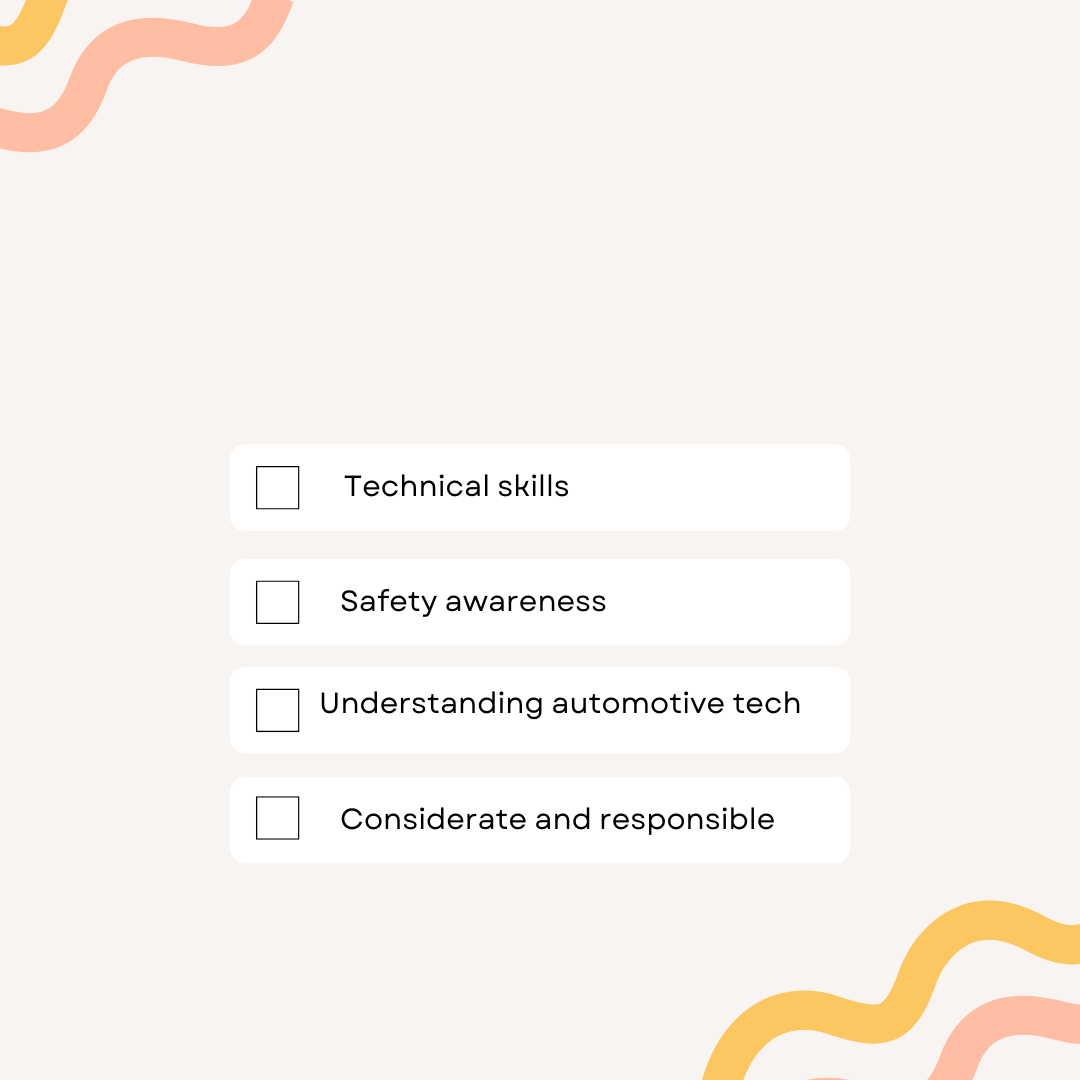 Technical skills
Safety awareness
Understanding automotive tech
Considerate and responsible